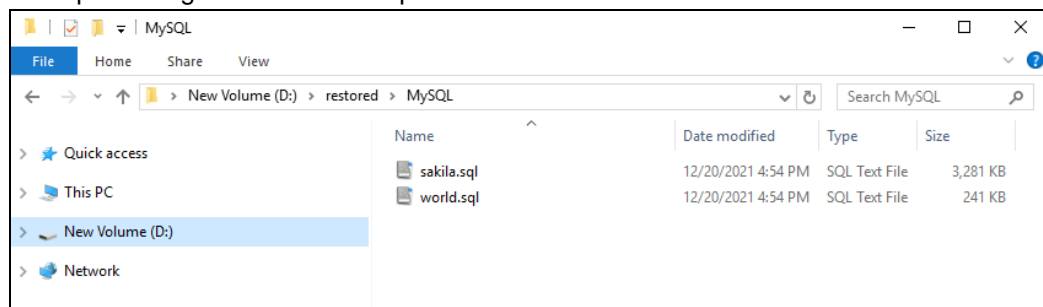 MySQL
File Home Share View
New Volume (D:) > restored > MySQL
Search MySQL
Name Date modified Type Size
Quick access
sakila.sql 12/20/2021 4:54 PM SQL Text File 3,281 KB
This PC
world.sql 12/20/2021 4:54 PM SQL Text File 241 KB
New Volume (D:)
Network